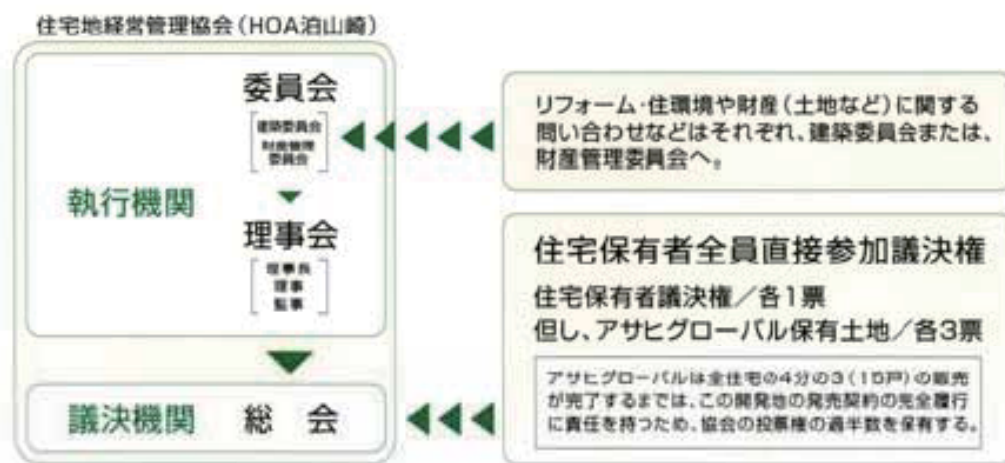 住宅地経営管理協会(HOA泊山崎)
委員会
建築委員会
財産管理
委員会
執行機関
理事会
理事長
理事
監事
議決機関 総 会
リフォーム・住環境や財産(土地など)に関する
問い合わせなどはそれぞれ、建築委員会または、
財産管理委員会へ。
住宅保有者全員直接参加議決権
住宅保有者議決権/各1票
但し、アサヒグローバル保有土地/各3票
アサヒグローバルは全住宅の4分の3(15戸)の販売
が完了するまでは、この開発地の発売契約の完全履行
に責任を持つため、協会の投票権の過半数を保有する。